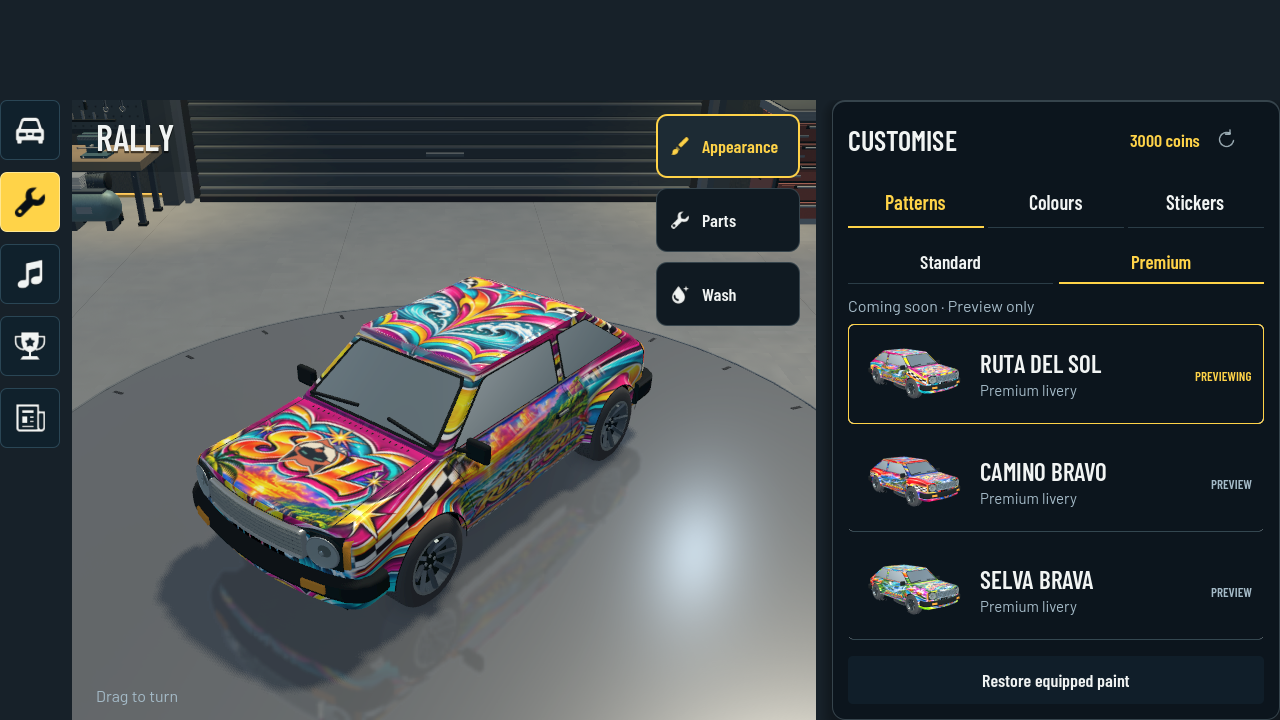 RALLY
Appearance
Parts
Wash
Drag to turn
CUSTOMISE
3000 coins
Patterns
Colours
Stickers
Standard
Premium
Coming soon · Preview only
RUTA DEL SOL
Premium livery
PREVIEWING
CAMINO BRAVO
Premium livery
PREVIEW
SELVA BRAVA
Premium livery
PREVIEW
Restore equipped paint
SOL